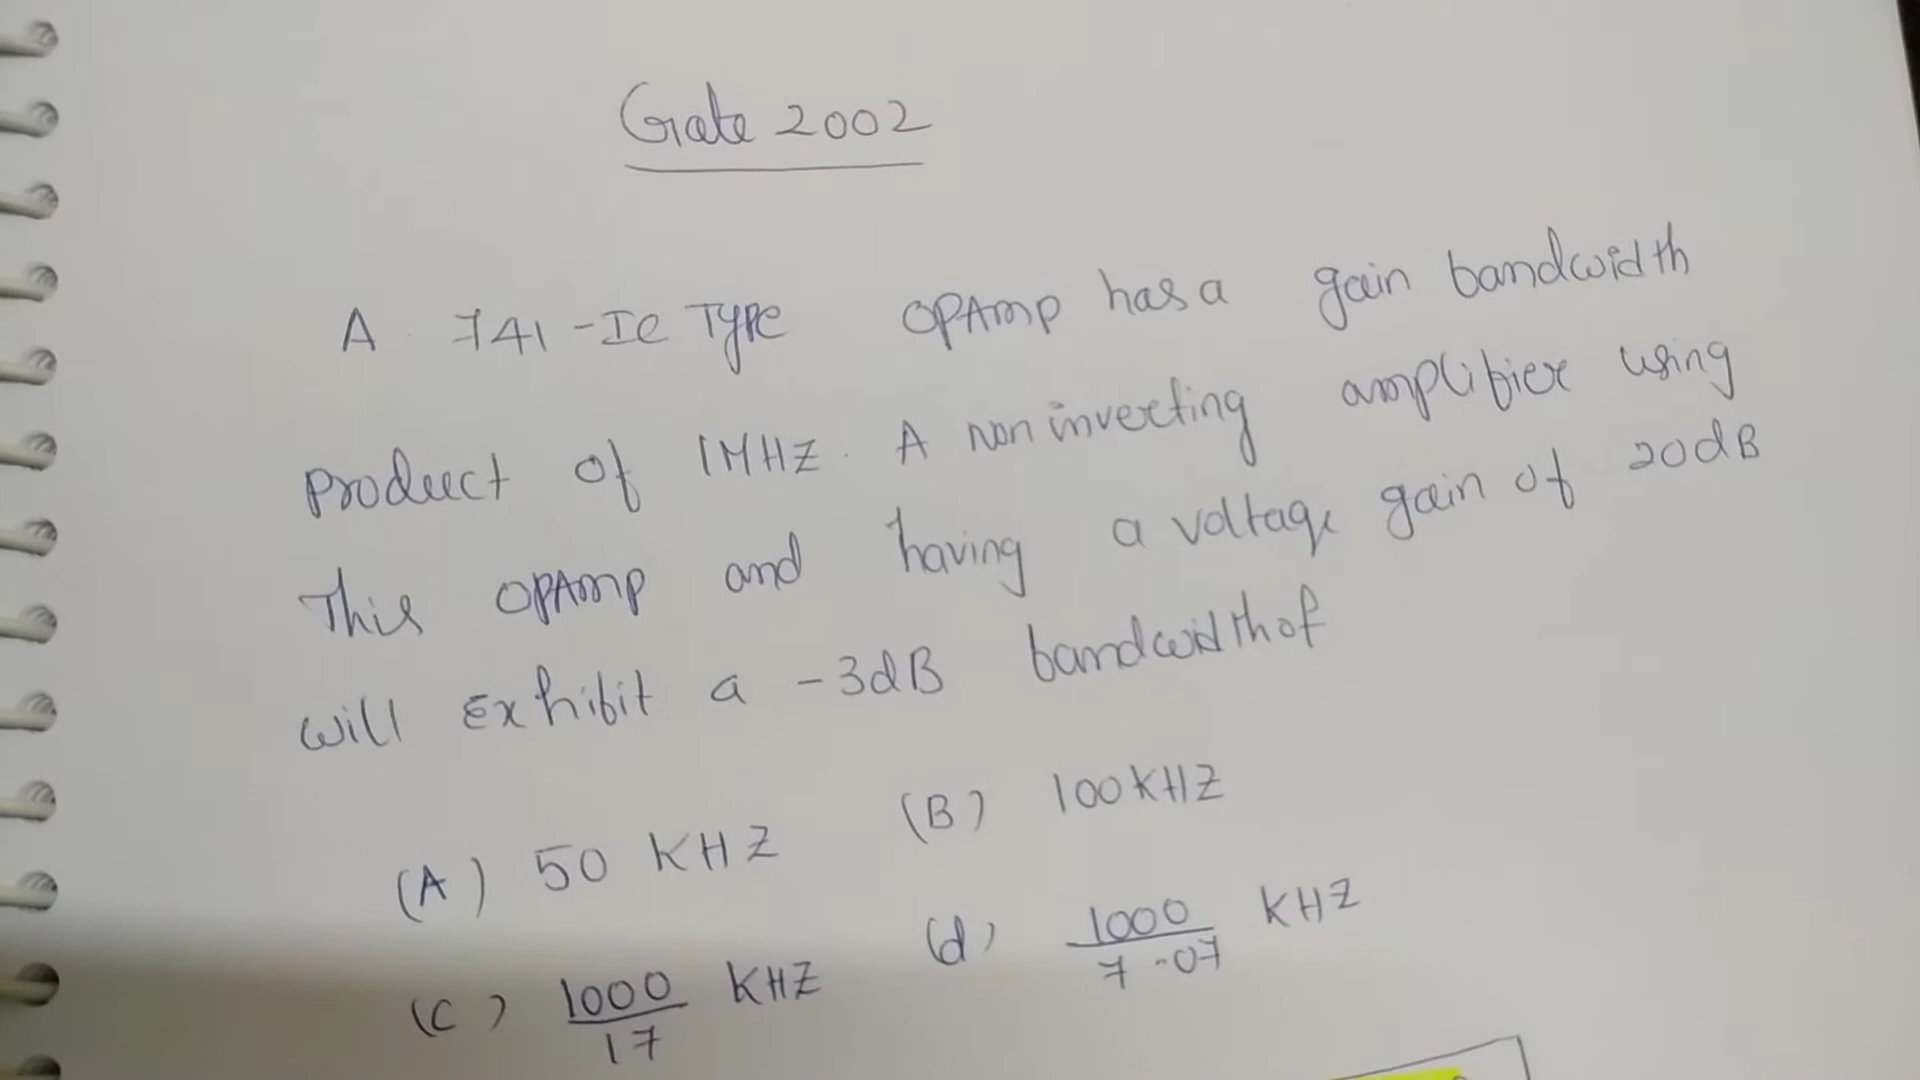 Gate 2002
A 741-IC Type OPAmp has a gain bandwidth
product of 1MHZ. A non inverting amplifier using
This OPAmp and having a voltage gain of 20dB
will Exhibit a -3dB bandwidth of
(A) 50 KHZ (B) 100KHZ
(C) 1000/17 KHZ (d) 1000/7.07 KHZ